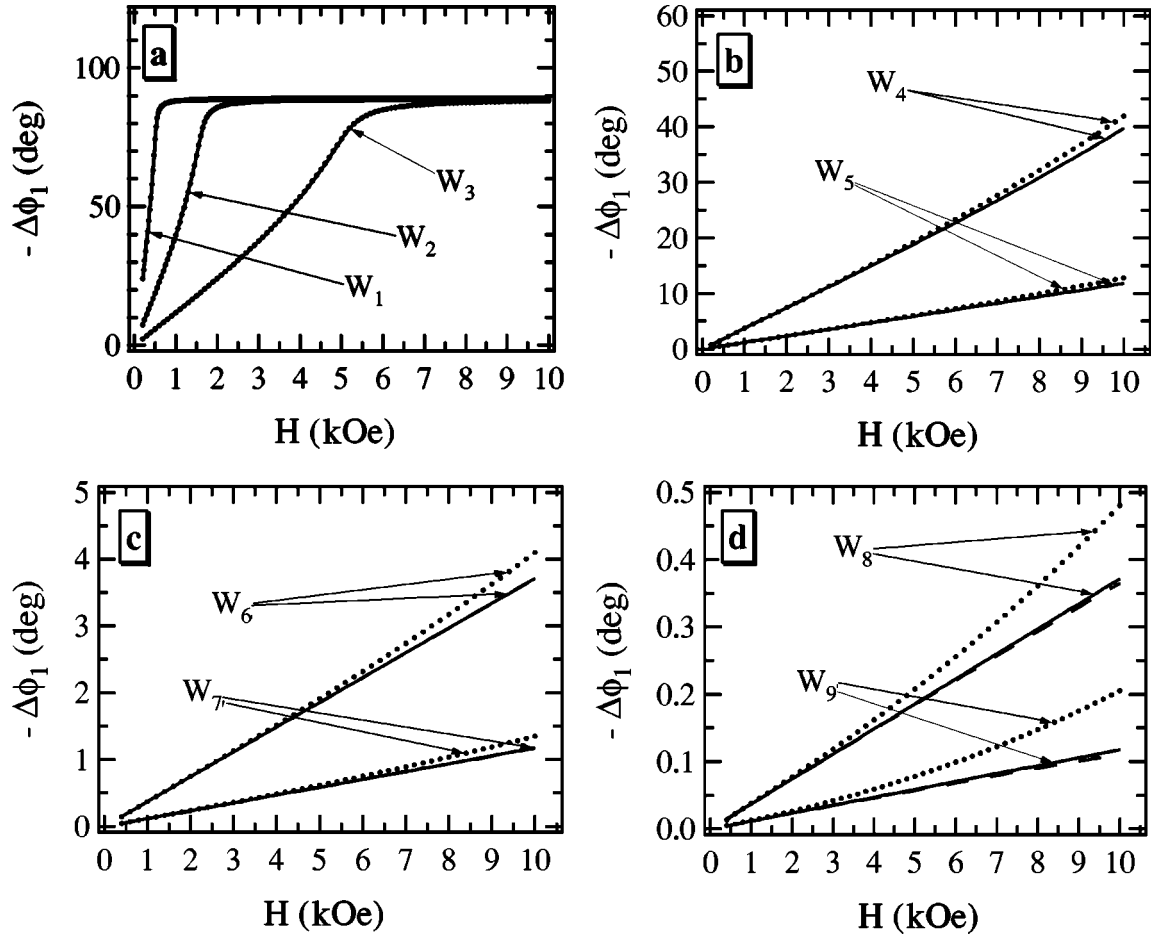 a
- Δϕ₁ (deg)
100
50
0
W₃
W₂
W₁
0 1 2 3 4 5 6 7 8 9 10
H (kOe)
b
- Δϕ₁ (deg)
60
50
40
30
20
10
0
W₄
W₅
0 1 2 3 4 5 6 7 8 9 10
H (kOe)
c
- Δϕ₁ (deg)
5
4
3
2
1
0
W₆
W₇
0 1 2 3 4 5 6 7 8 9 10
H (kOe)
d
- Δϕ₁ (deg)
0.5
0.4
0.3
0.2
0.1
0.0
W₈
W₉
0 1 2 3 4 5 6 7 8 9 10
H (kOe)